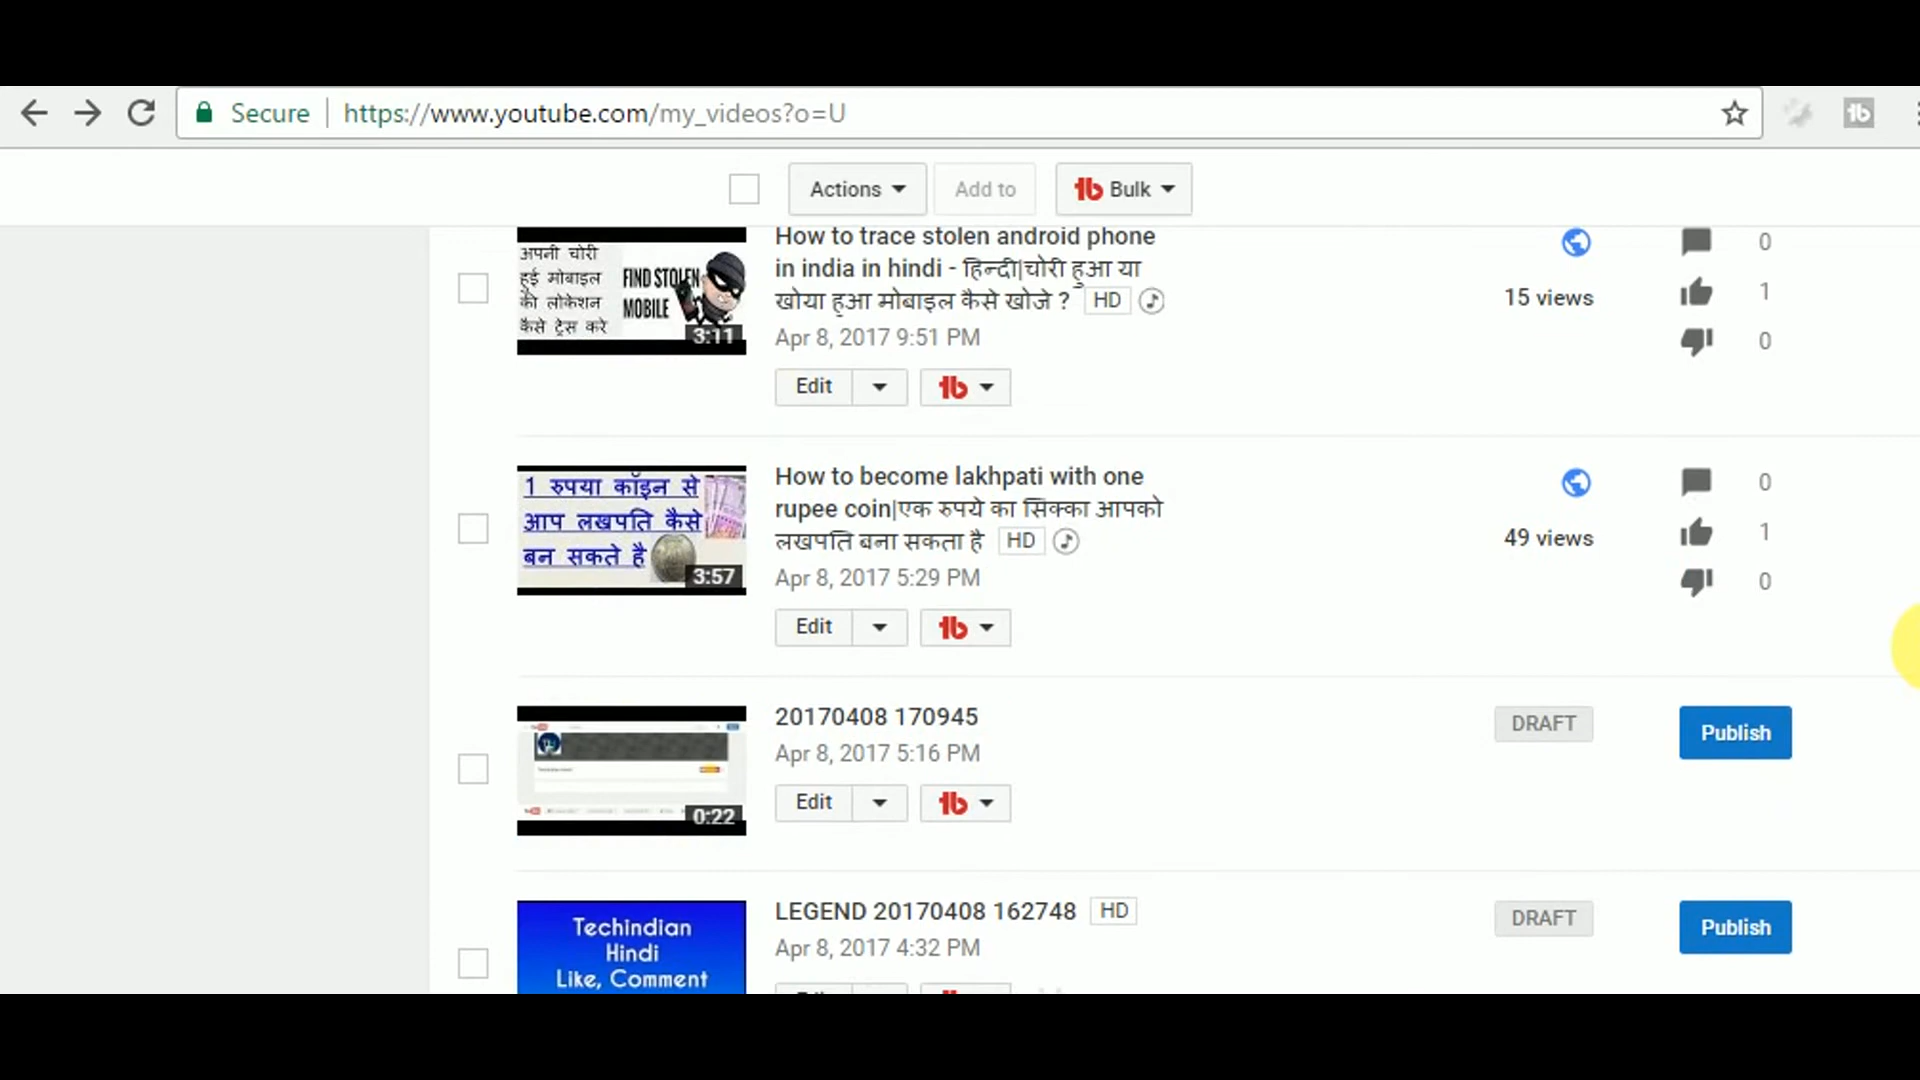 Secure https://www.youtube.com/my_videos?o=U
Actions Add to Bulk
अपनी चोरी
हुई मोबाइल
की लोकेशन
कैसे ट्रेस करे
FIND STOLEN
MOBILE
3:11
How to trace stolen android phone
in india in hindi - हिन्दी|चोरी हुआ या
खोया हुआ मोबाइल कैसे खोजे ? HD
Apr 8, 2017 9:51 PM
Edit
15 views
0
1
0
1 रुपया कॉइन से
आप लखपति कैसे
बन सकते है
3:57
How to become lakhpati with one
rupee coin|एक रुपये का सिक्का आपको
लखपति बना सकता है HD
Apr 8, 2017 5:29 PM
Edit
49 views
0
1
0
0:22
20170408 170945
Apr 8, 2017 5:16 PM
Edit
DRAFT
Publish
Techindian
Hindi
Like, Comment
LEGEND 20170408 162748 HD
Apr 8, 2017 4:32 PM
DRAFT
Publish